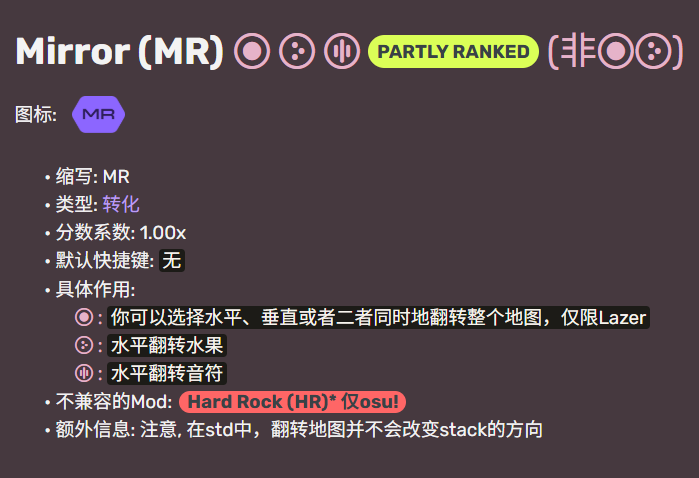 Mirror (MR) PARTLY RANKED (非)
图标: MR
• 缩写: MR
• 类型: 转化
• 分数系数: 1.00x
• 默认快捷键: 无
• 具体作用:
: 你可以选择水平、垂直或者二者同时地翻转整个地图，仅限Lazer
: 水平翻转水果
: 水平翻转音符
• 不兼容的Mod: Hard Rock (HR)* 仅osu!
• 额外信息: 注意, 在std中，翻转地图并不会改变stack的方向